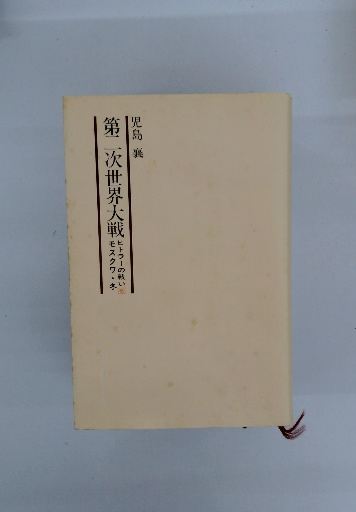 児島 襄
第二次世界大戦
ヒトラーの戦い
モスクワ・冬